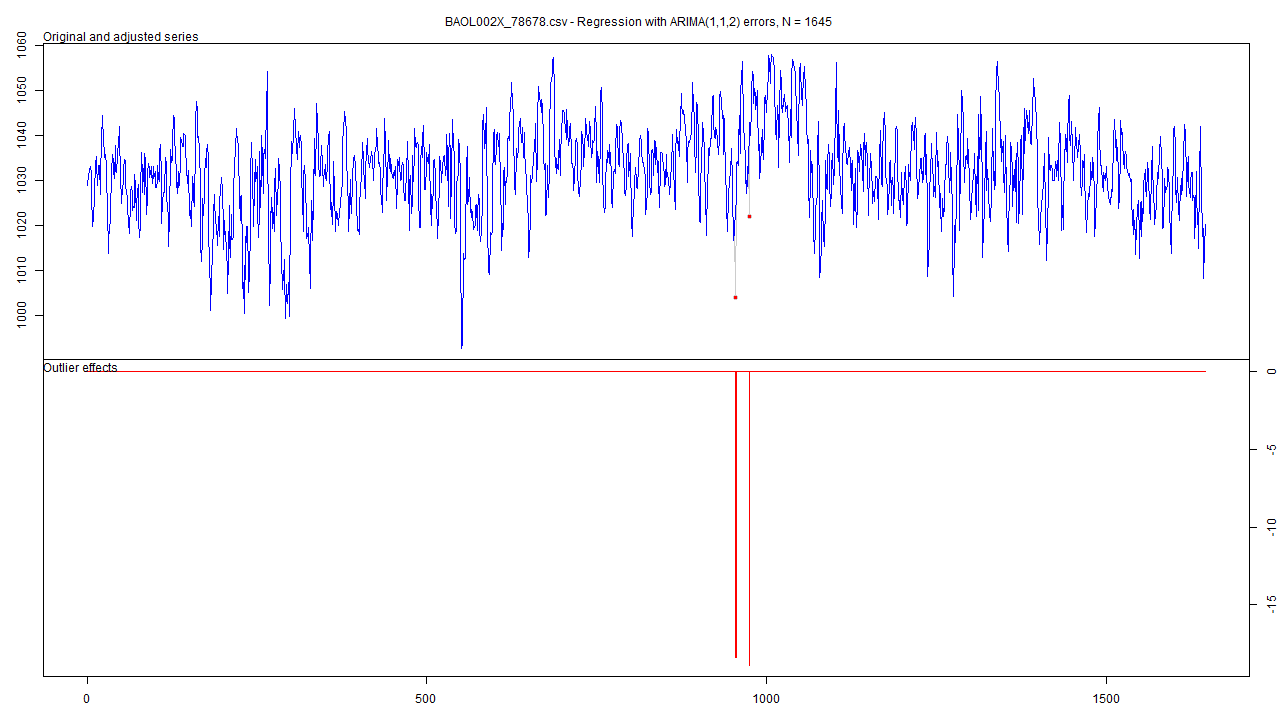 BAOL002X_78678.csv - Regression with ARIMA(1,1,2) errors, N = 1645
Original and adjusted series
1060
1050
1040
1030
1020
1010
1000
Outlier effects
0
-5
-10
-15
0 500 1000 1500